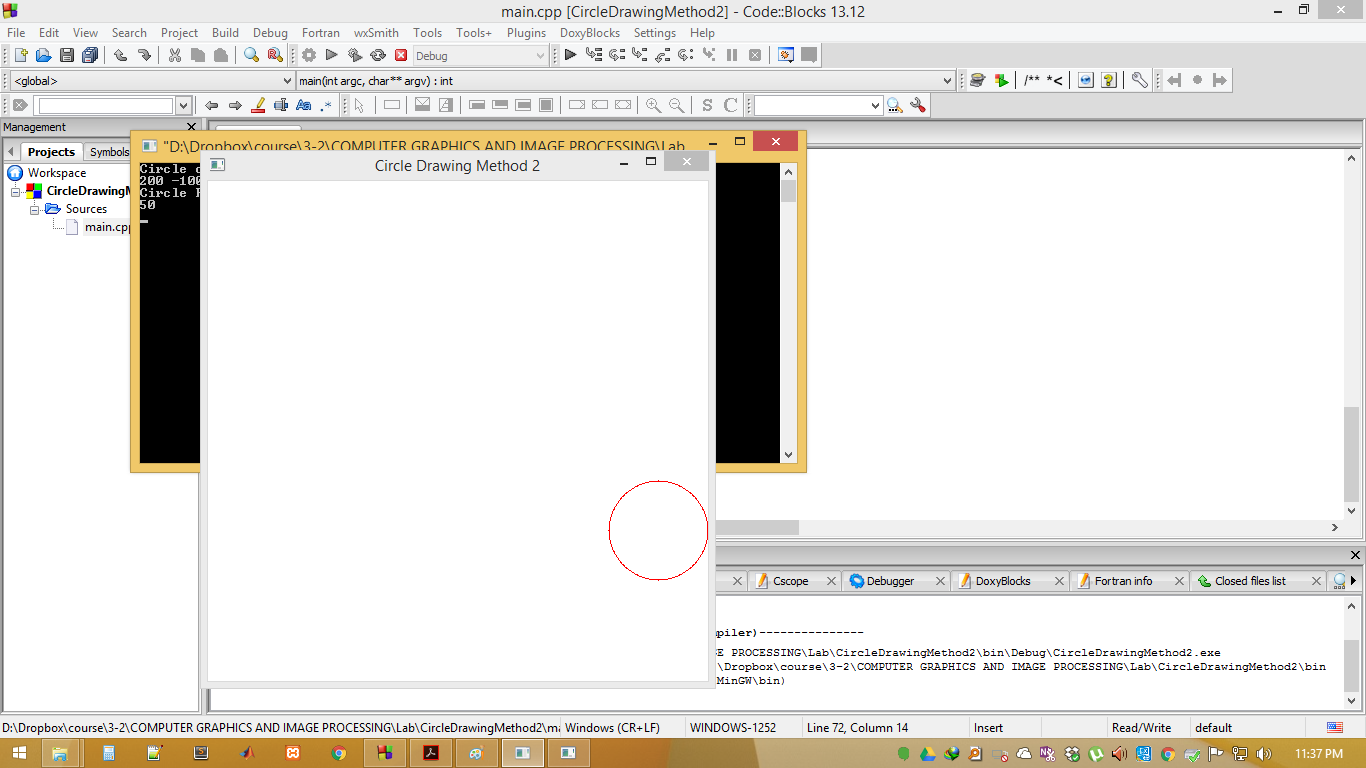 main.cpp [CircleDrawingMethod2] - Code::Blocks 13.12
File Edit View Search Project Build Debug Fortran wxSmith Tools Tools+ Plugins DoxyBlocks Settings Help
Debug
<global> main(int argc, char** argv) : int
/** *<
Management
Projects Symbols
Workspace
CircleDrawingM
Sources
main.cpp
"D:\Dropbox\course\3-2\COMPUTER GRAPHICS AND IMAGE PROCESSING\Lab
Circle
200 -100
Circle
50
Circle Drawing Method 2
Cscope Debugger DoxyBlocks Fortran info Closed files list
piler)---------------
E PROCESSING\Lab\CircleDrawingMethod2\bin\Debug\CircleDrawingMethod2.exe
\Dropbox\course\3-2\COMPUTER GRAPHICS AND IMAGE PROCESSING\Lab\CircleDrawingMethod2\bin
MinGW\bin)
D:\Dropbox\course\3-2\COMPUTER GRAPHICS AND IMAGE PROCESSING\Lab\CircleDrawingMethod2\ma Windows (CR+LF) WINDOWS-1252 Line 72, Column 14 Insert Read/Write default
11:37 PM